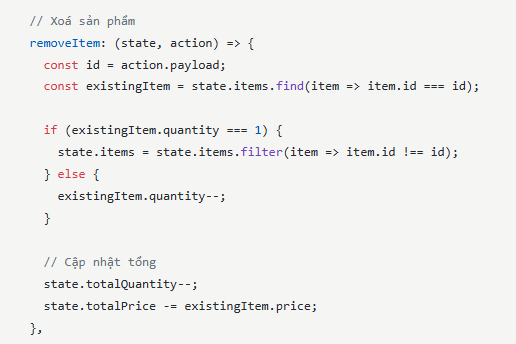 // Xoá sản phẩm
removeItem: (state, action) => {
const id = action.payload;
const existingItem = state.items.find(item => item.id === id);
if (existingItem.quantity === 1) {
state.items = state.items.filter(item => item.id !== id);
} else {
existingItem.quantity--;
}
// Cập nhật tổng
state.totalQuantity--;
state.totalPrice -= existingItem.price;
},